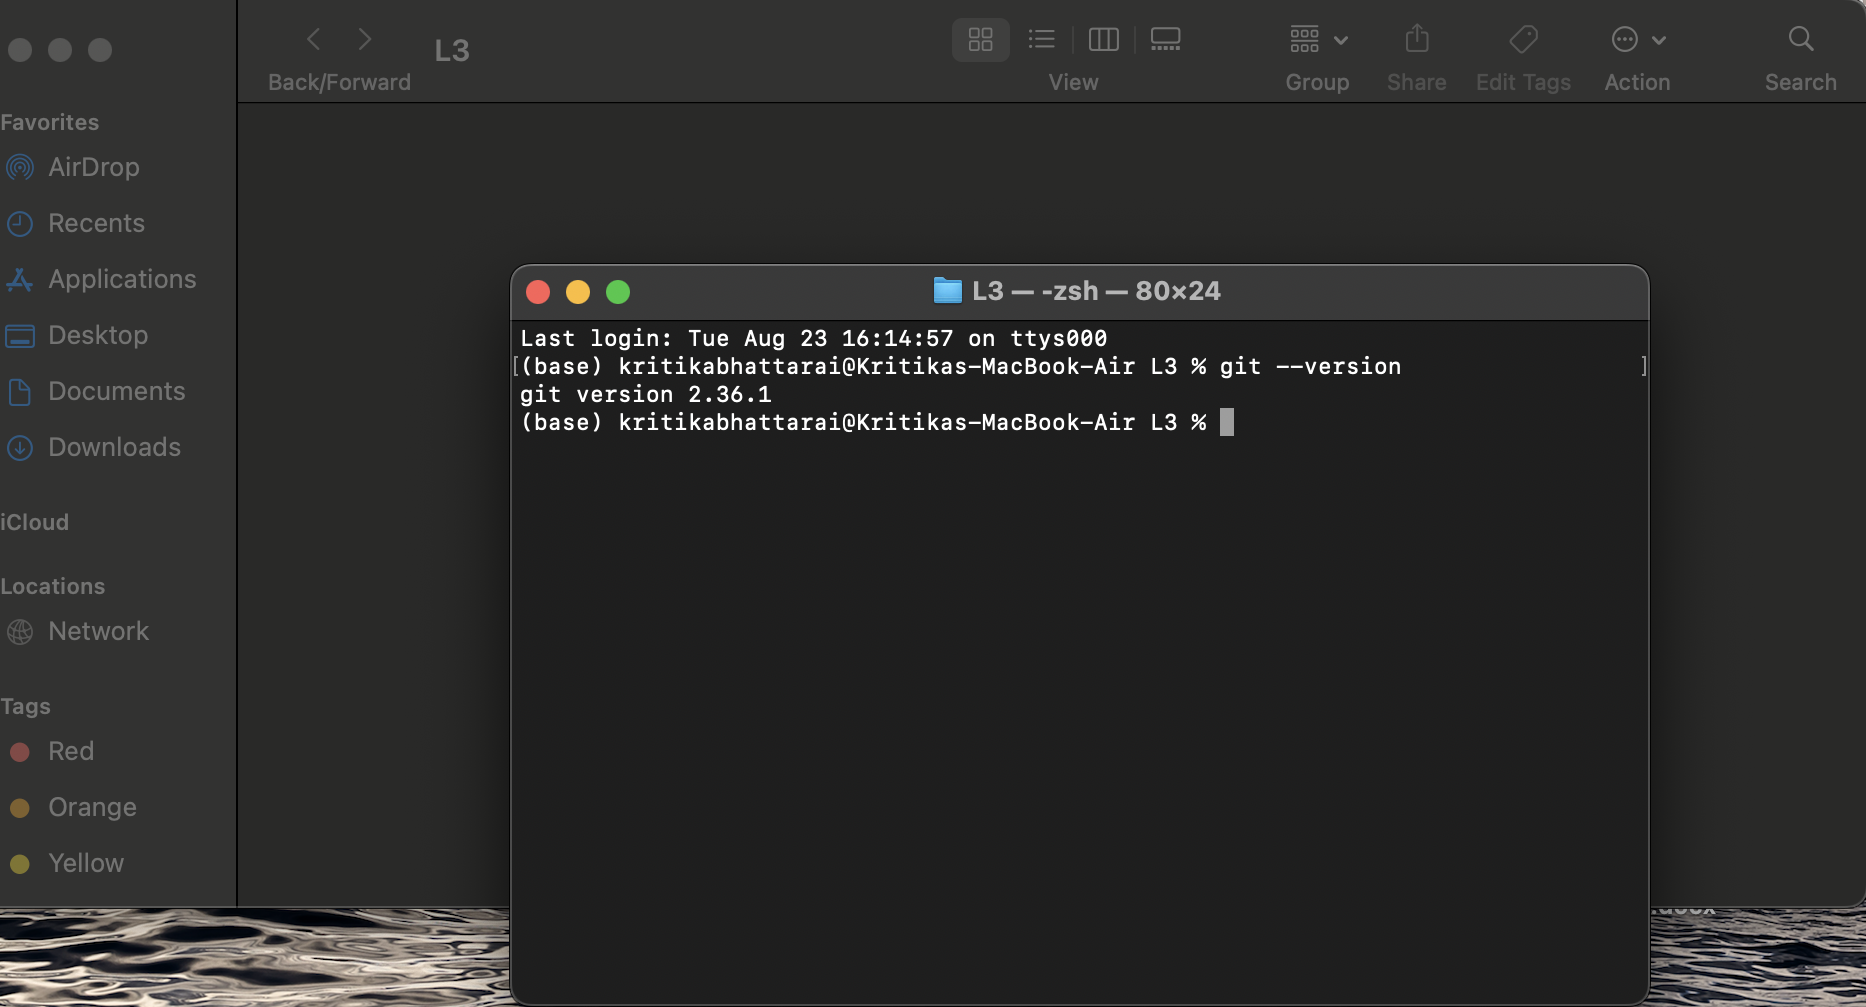 L3
Back/Forward
View
Group
Share
Edit Tags
Action
Search
Favorites
AirDrop
Recents
Applications
Desktop
Documents
Downloads
iCloud
Locations
Network
Tags
Red
Orange
Yellow
L3 — -zsh — 80×24
Last login: Tue Aug 23 16:14:57 on ttys000
[(base) kritikabhattarai@Kritikas-MacBook-Air L3 % git --version ]
git version 2.36.1
(base) kritikabhattarai@Kritikas-MacBook-Air L3 %